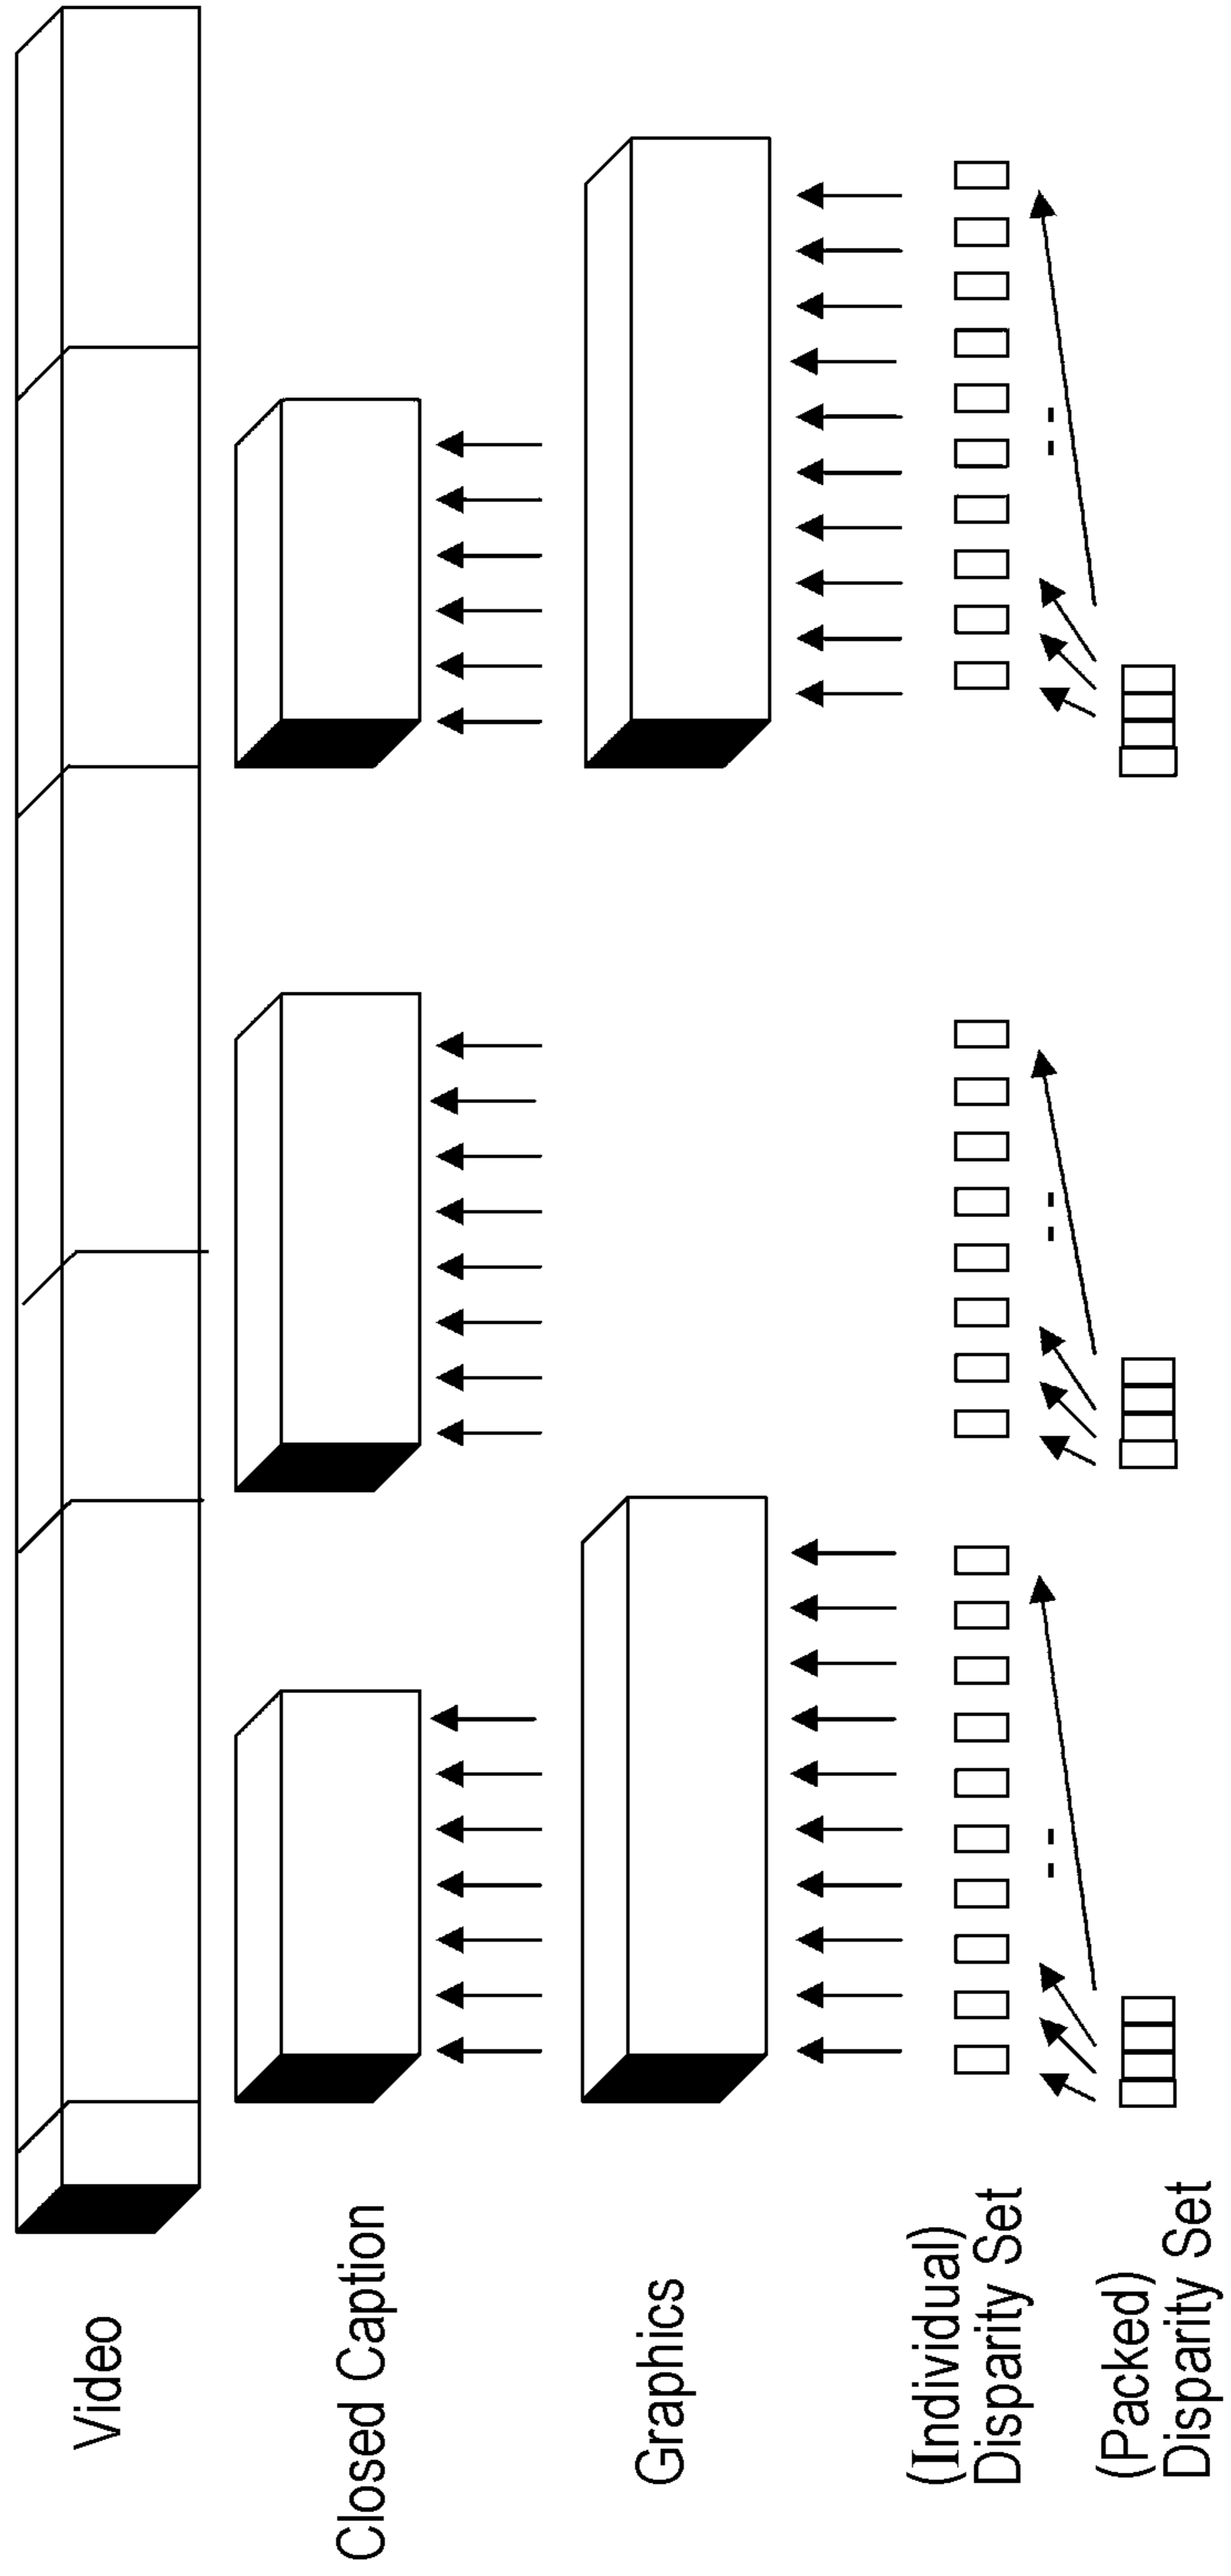 Video
Closed Caption
Graphics
(Individual)
Disparity Set
(Packed)
Disparity Set